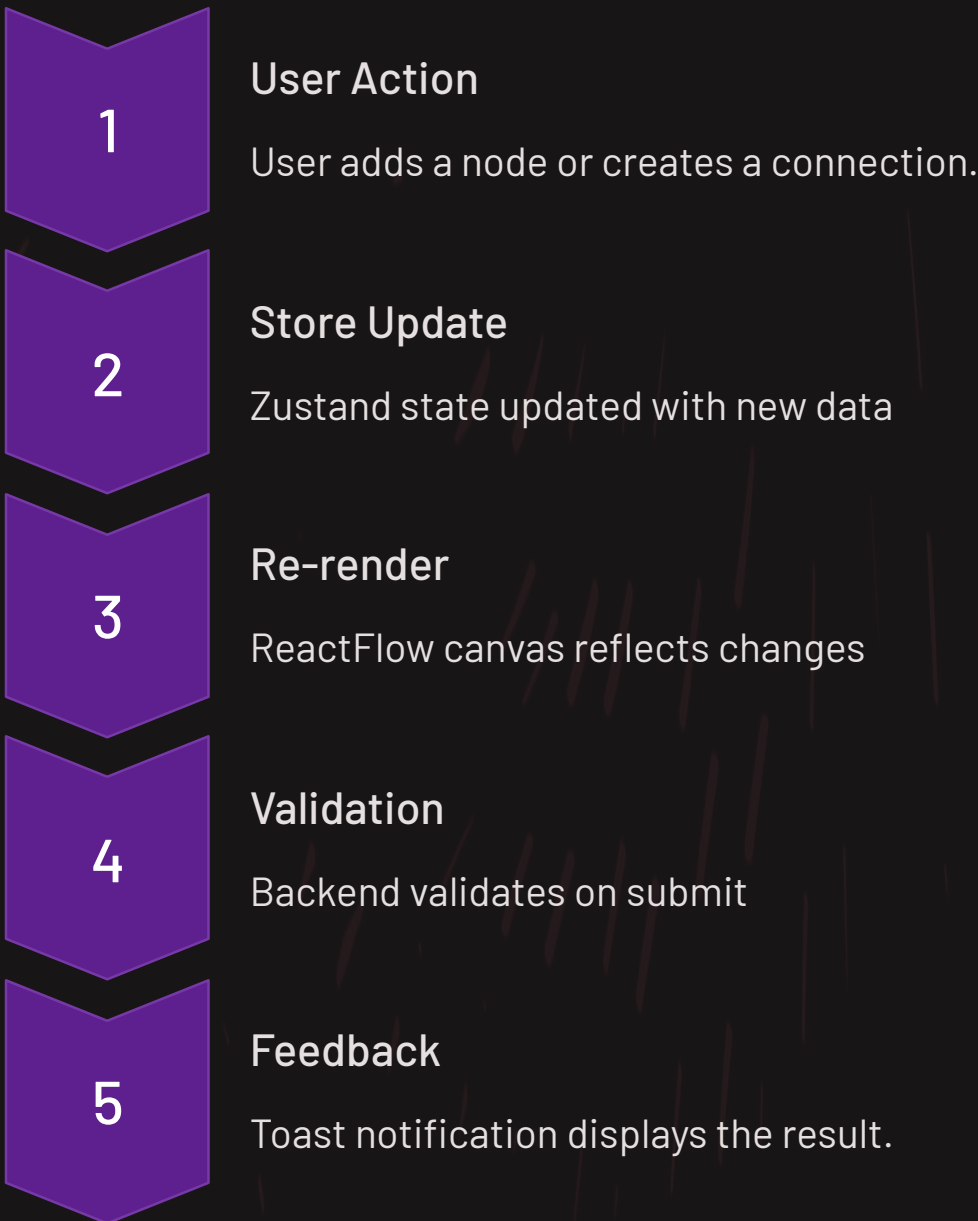 1
User Action
User adds a node or creates a connection.
2
Store Update
Zustand state updated with new data
3
Re-render
ReactFlow canvas reflects changes
4
Validation
Backend validates on submit
5
Feedback
Toast notification displays the result.